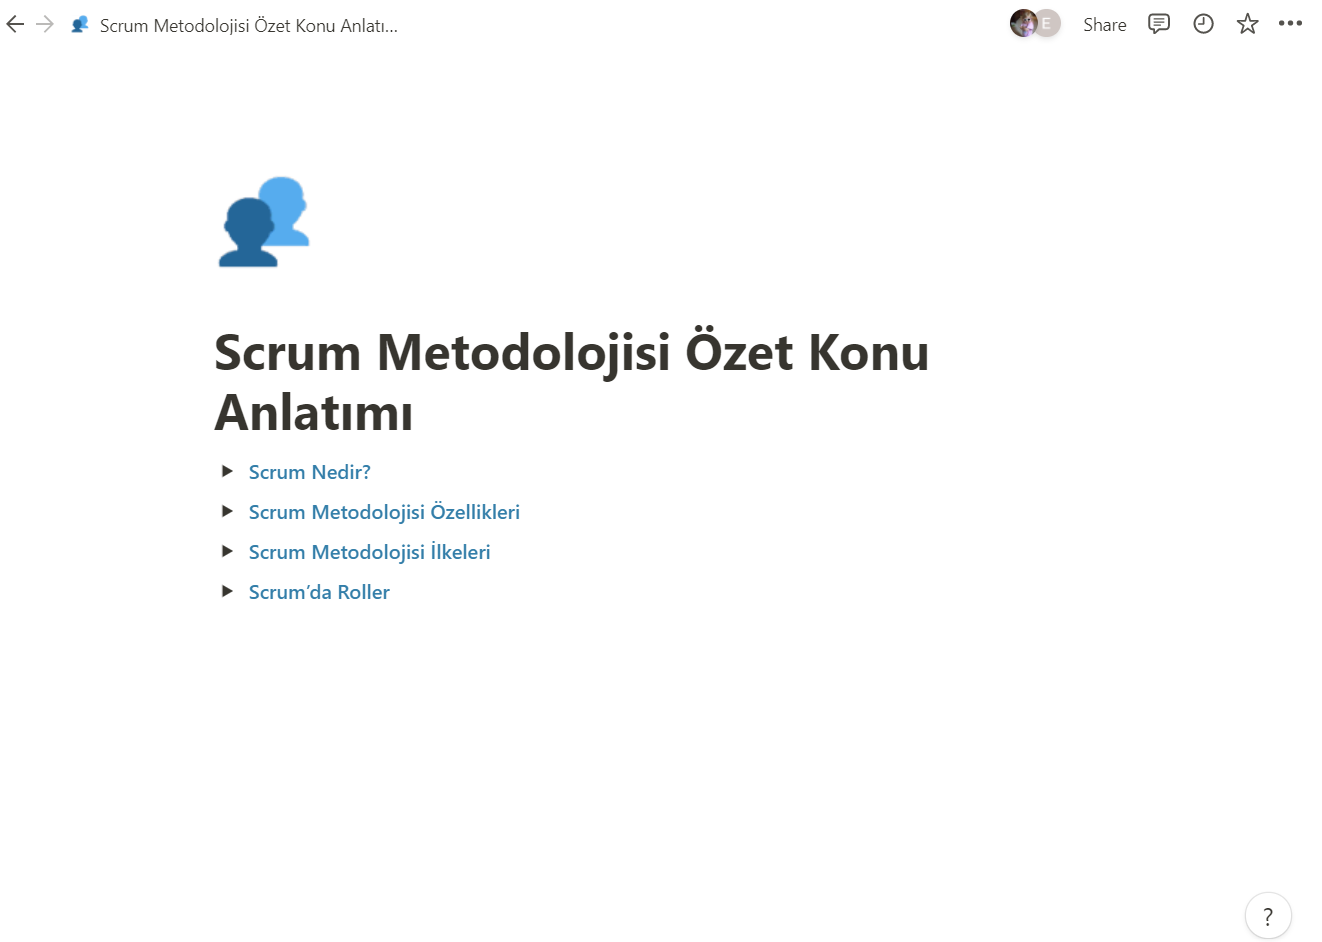 Scrum Metodolojisi Özet Konu Anlatı...
E
Share
Scrum Metodolojisi Özet Konu
Anlatımı
Scrum Nedir?
Scrum Metodolojisi Özellikleri
Scrum Metodolojisi İlkeleri
Scrum’da Roller
?